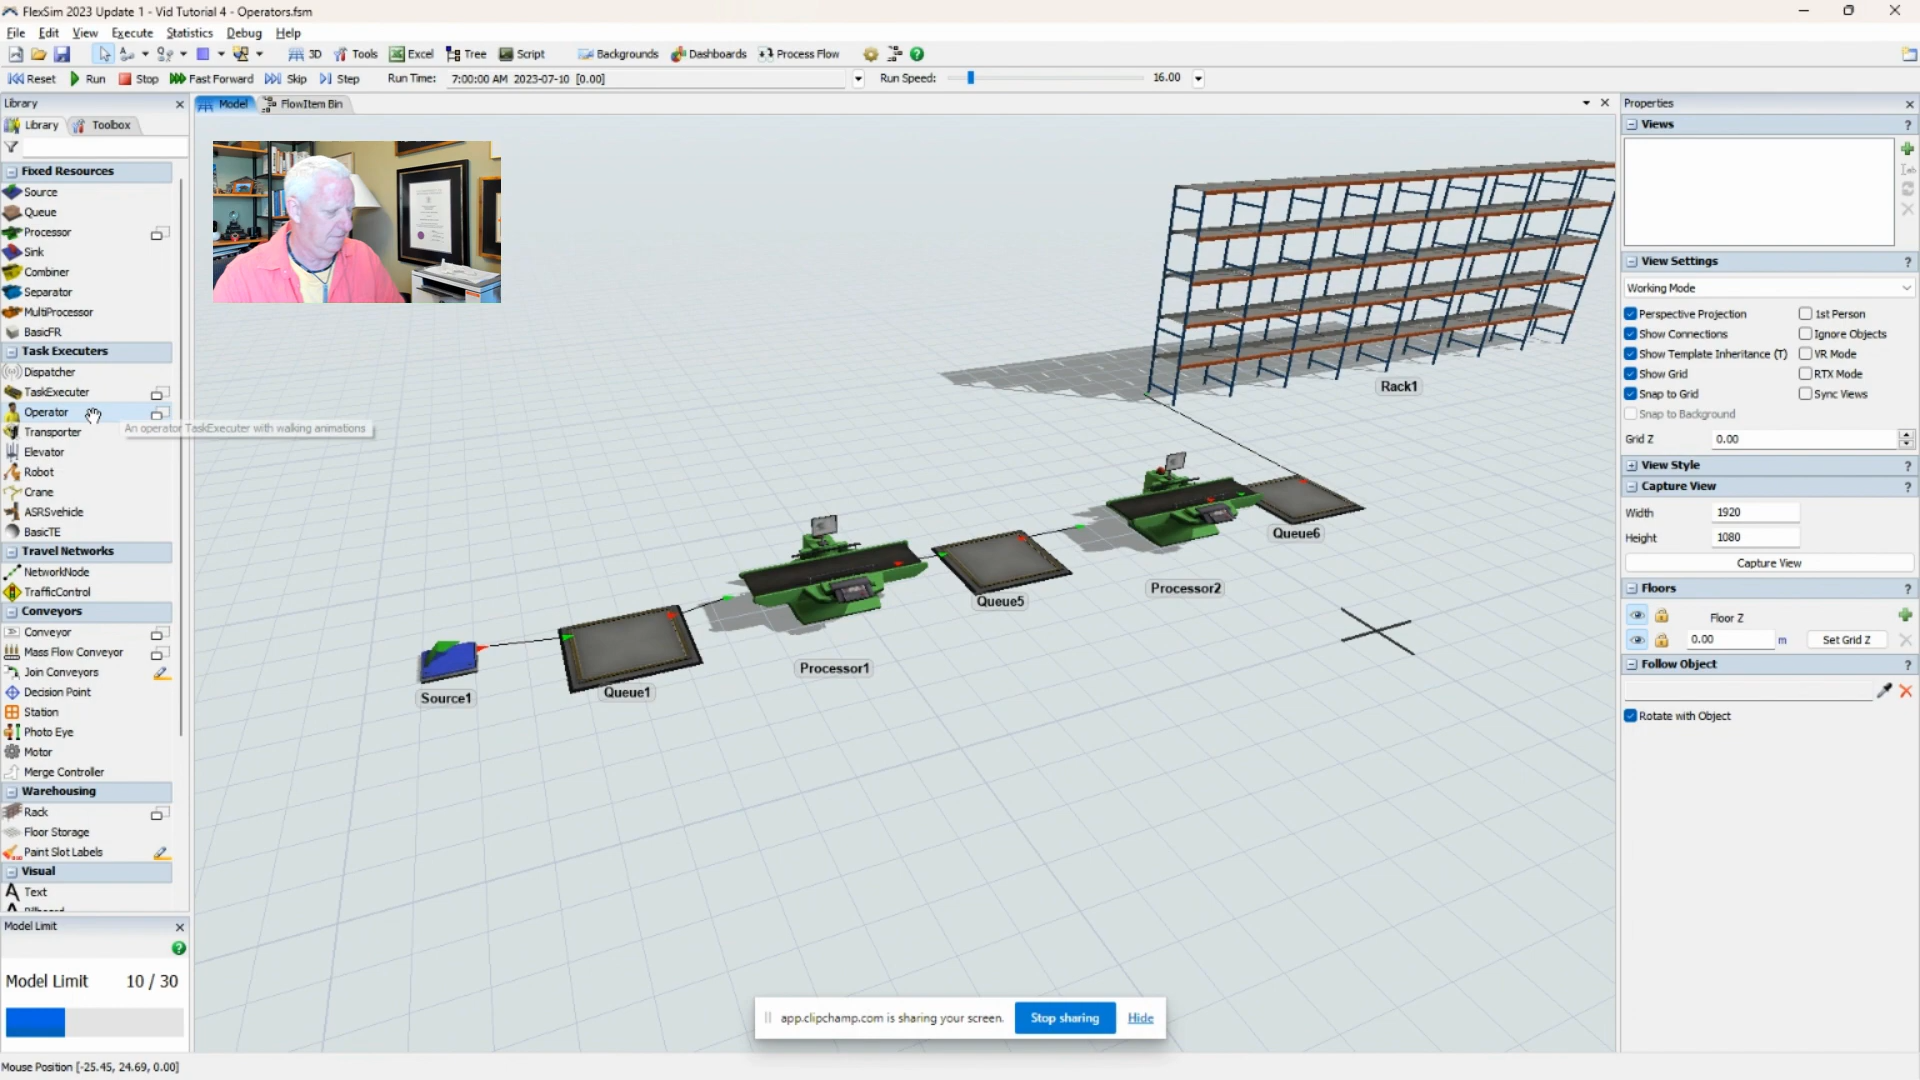 FlexSim 2023 Update 1 - Vid Tutorial 4 - Operators.fsm
File Edit View Execute Statistics Debug Help
3D Tools Excel Tree Script Backgrounds Dashboards Process Flow
Reset Run Stop Fast Forward Skip Step Run Time: 7:00:00 AM 2023-07-10 [0.00] Run Speed: 16.00
Library
Library Toolbox
Fixed Resources
Source
Queue
Processor
Sink
Combiner
Separator
MultiProcessor
BasicFR
Task Executers
Dispatcher
TaskExecuter
Operator
An operator TaskExecuter with walking animations
Transporter
Elevator
Robot
Crane
ASRSvehicle
BasicTE
Travel Networks
NetworkNode
TrafficControl
Conveyors
Conveyor
Mass Flow Conveyor
Join Conveyors
Decision Point
Station
Photo Eye
Motor
Merge Controller
Warehousing
Rack
Floor Storage
Paint Slot Labels
Visual
Text
Model Limit
Model Limit 10 / 30
Mouse Position [-25.45, 24.69, 0.00]
Model FlowItem Bin
Rack1
Queue6
Processor2
Queue5
Processor1
Queue1
Source1
app.clipchamp.com is sharing your screen. Stop sharing Hide
Properties
Views
View Settings
Working Mode
Perspective Projection 1st Person
Show Connections Ignore Objects
Show Template Inheritance (T) VR Mode
Show Grid RTX Mode
Snap to Grid Sync Views
Snap to Background
Grid Z 0.00
View Style
Capture View
Width 1920
Height 1080
Capture View
Floors
Floor Z
0.00 m Set Grid Z
Follow Object
Rotate with Object